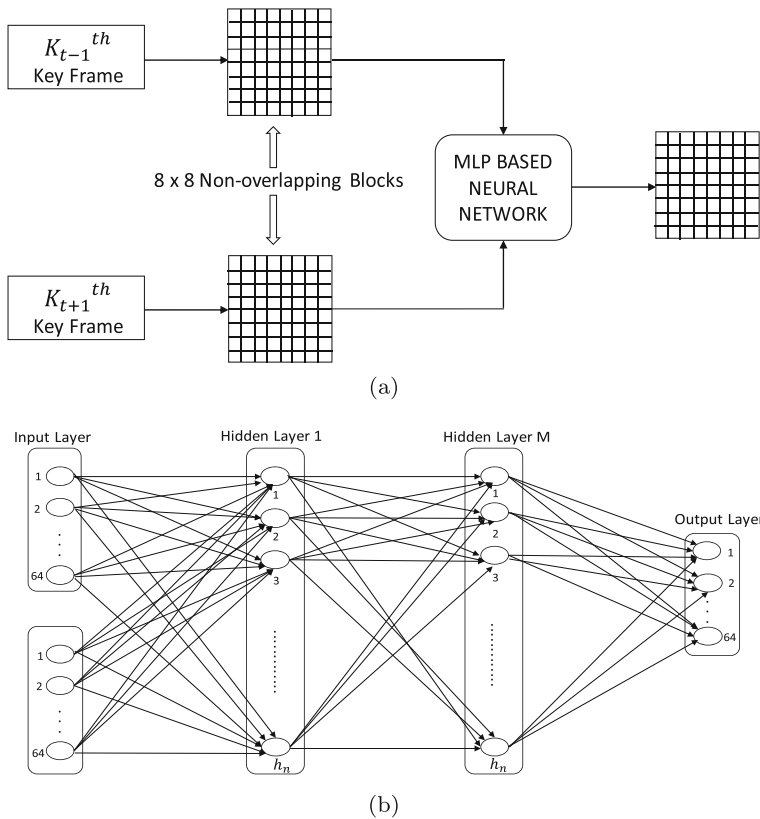 K_{t-1}^{th}
Key Frame
8 x 8 Non-overlapping Blocks
MLP BASED
NEURAL
NETWORK
K_{t+1}^{th}
Key Frame
(a)
Input Layer
Hidden Layer 1
Hidden Layer M
Output Layer
1
2
64
1
2
64
1
2
3
h_n
1
2
3
h_n
1
2
64
(b)